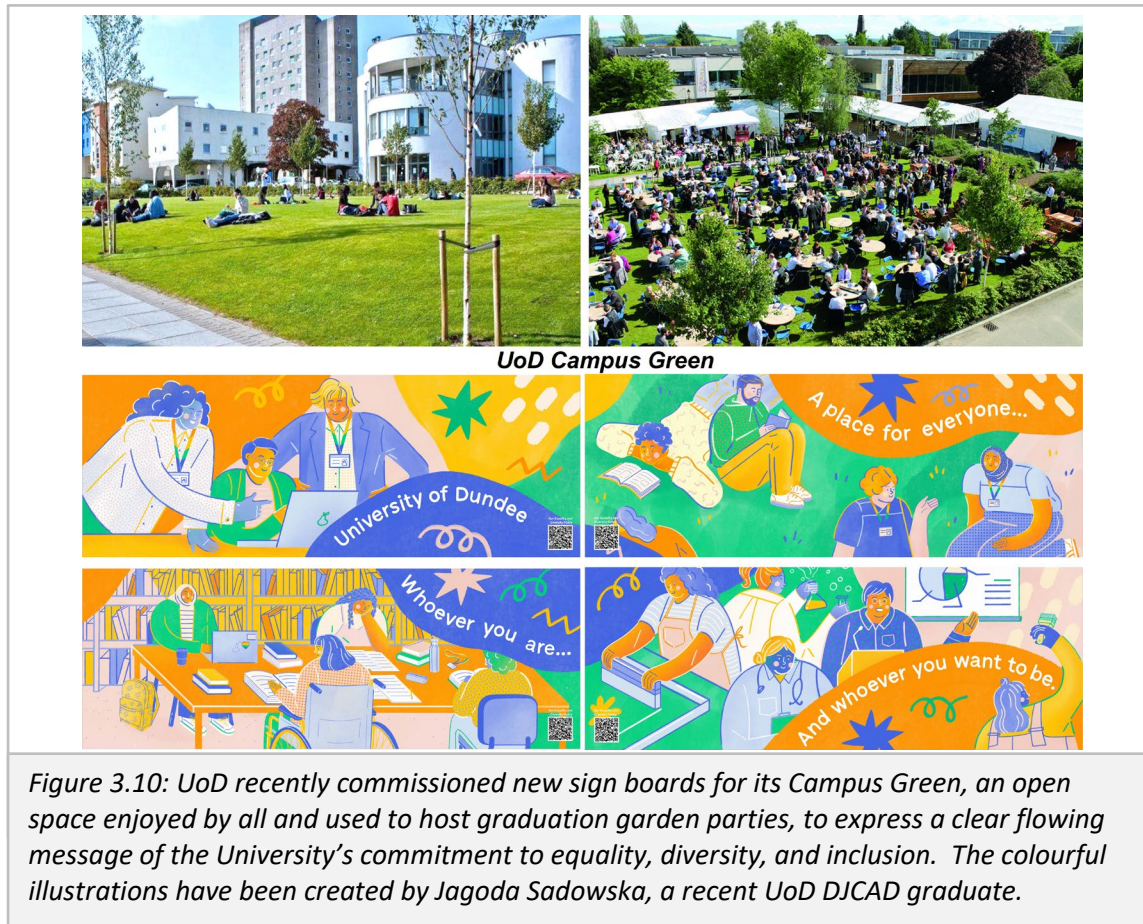 UoD Campus Green
University of Dundee
A place for everyone...
Whoever you are...
And whoever you want to be.
Figure 3.10: UoD recently commissioned new sign boards for its Campus Green, an open
space enjoyed by all and used to host graduation garden parties, to express a clear flowing
message of the University’s commitment to equality, diversity, and inclusion.  The colourful
illustrations have been created by Jagoda Sadowska, a recent UoD DJCAD graduate.